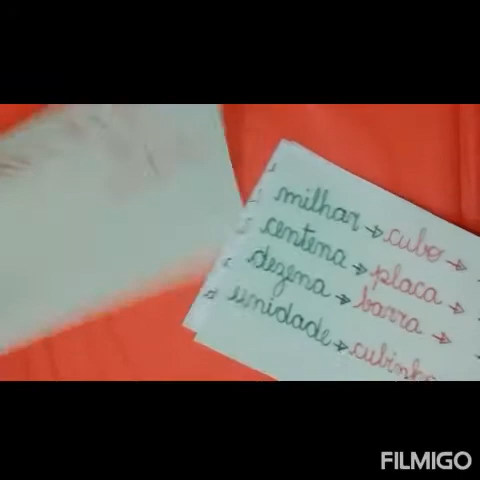 milhar → cubo →
centena → placa →
dezena → barra →
unidade → cubinho
FILMIGO